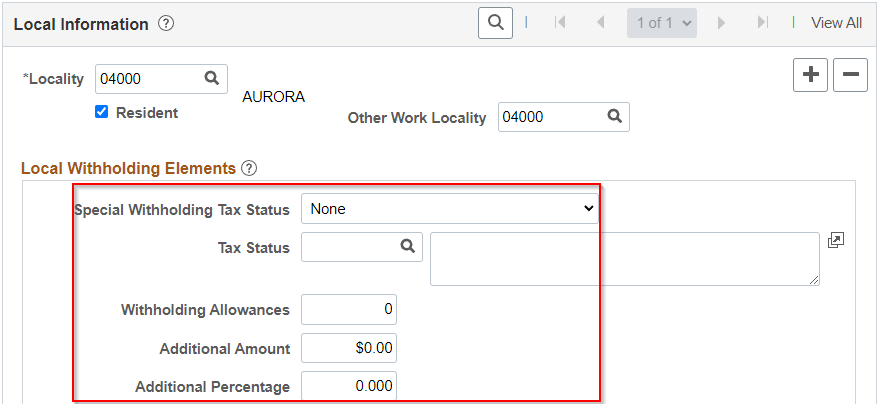 Local Information ?
1 of 1
View All
*Locality 04000
AURORA
Resident
Other Work Locality 04000
Local Withholding Elements ?
Special Withholding Tax Status None
Tax Status
Withholding Allowances 0
Additional Amount $0.00
Additional Percentage 0.000